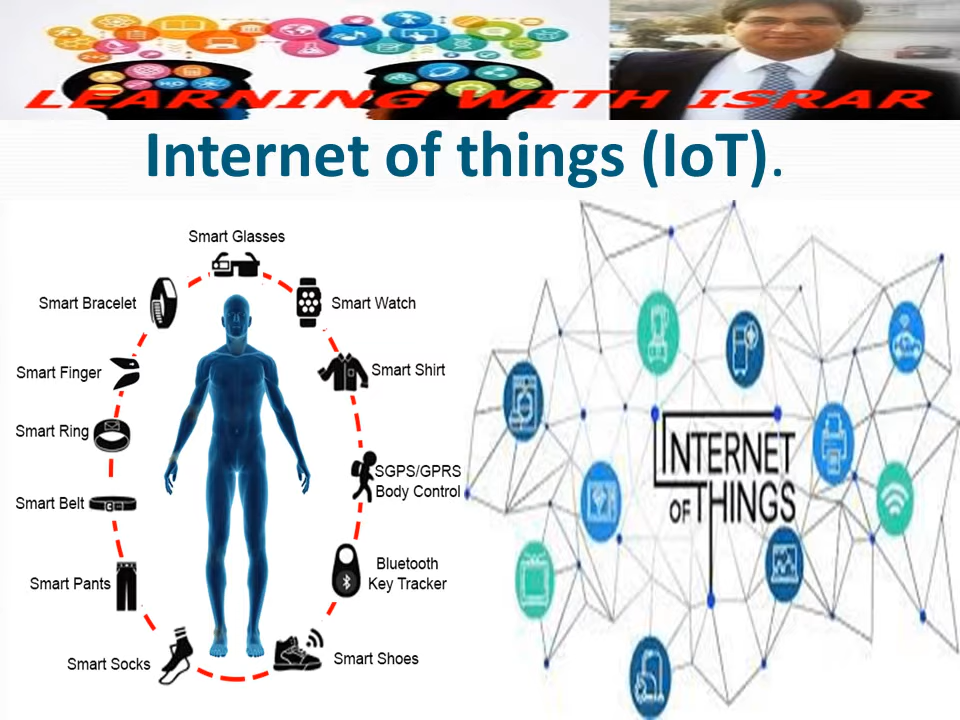 LEARNING WITH ISRAR
Internet of things (IoT).
Smart Glasses
Smart Bracelet
Smart Watch
Smart Finger
Smart Shirt
Smart Ring
SGPS/GPRS
Body Control
Smart Belt
Bluetooth
Key Tracker
Smart Pants
Smart Socks
Smart Shoes
INTERNET
OF THINGS